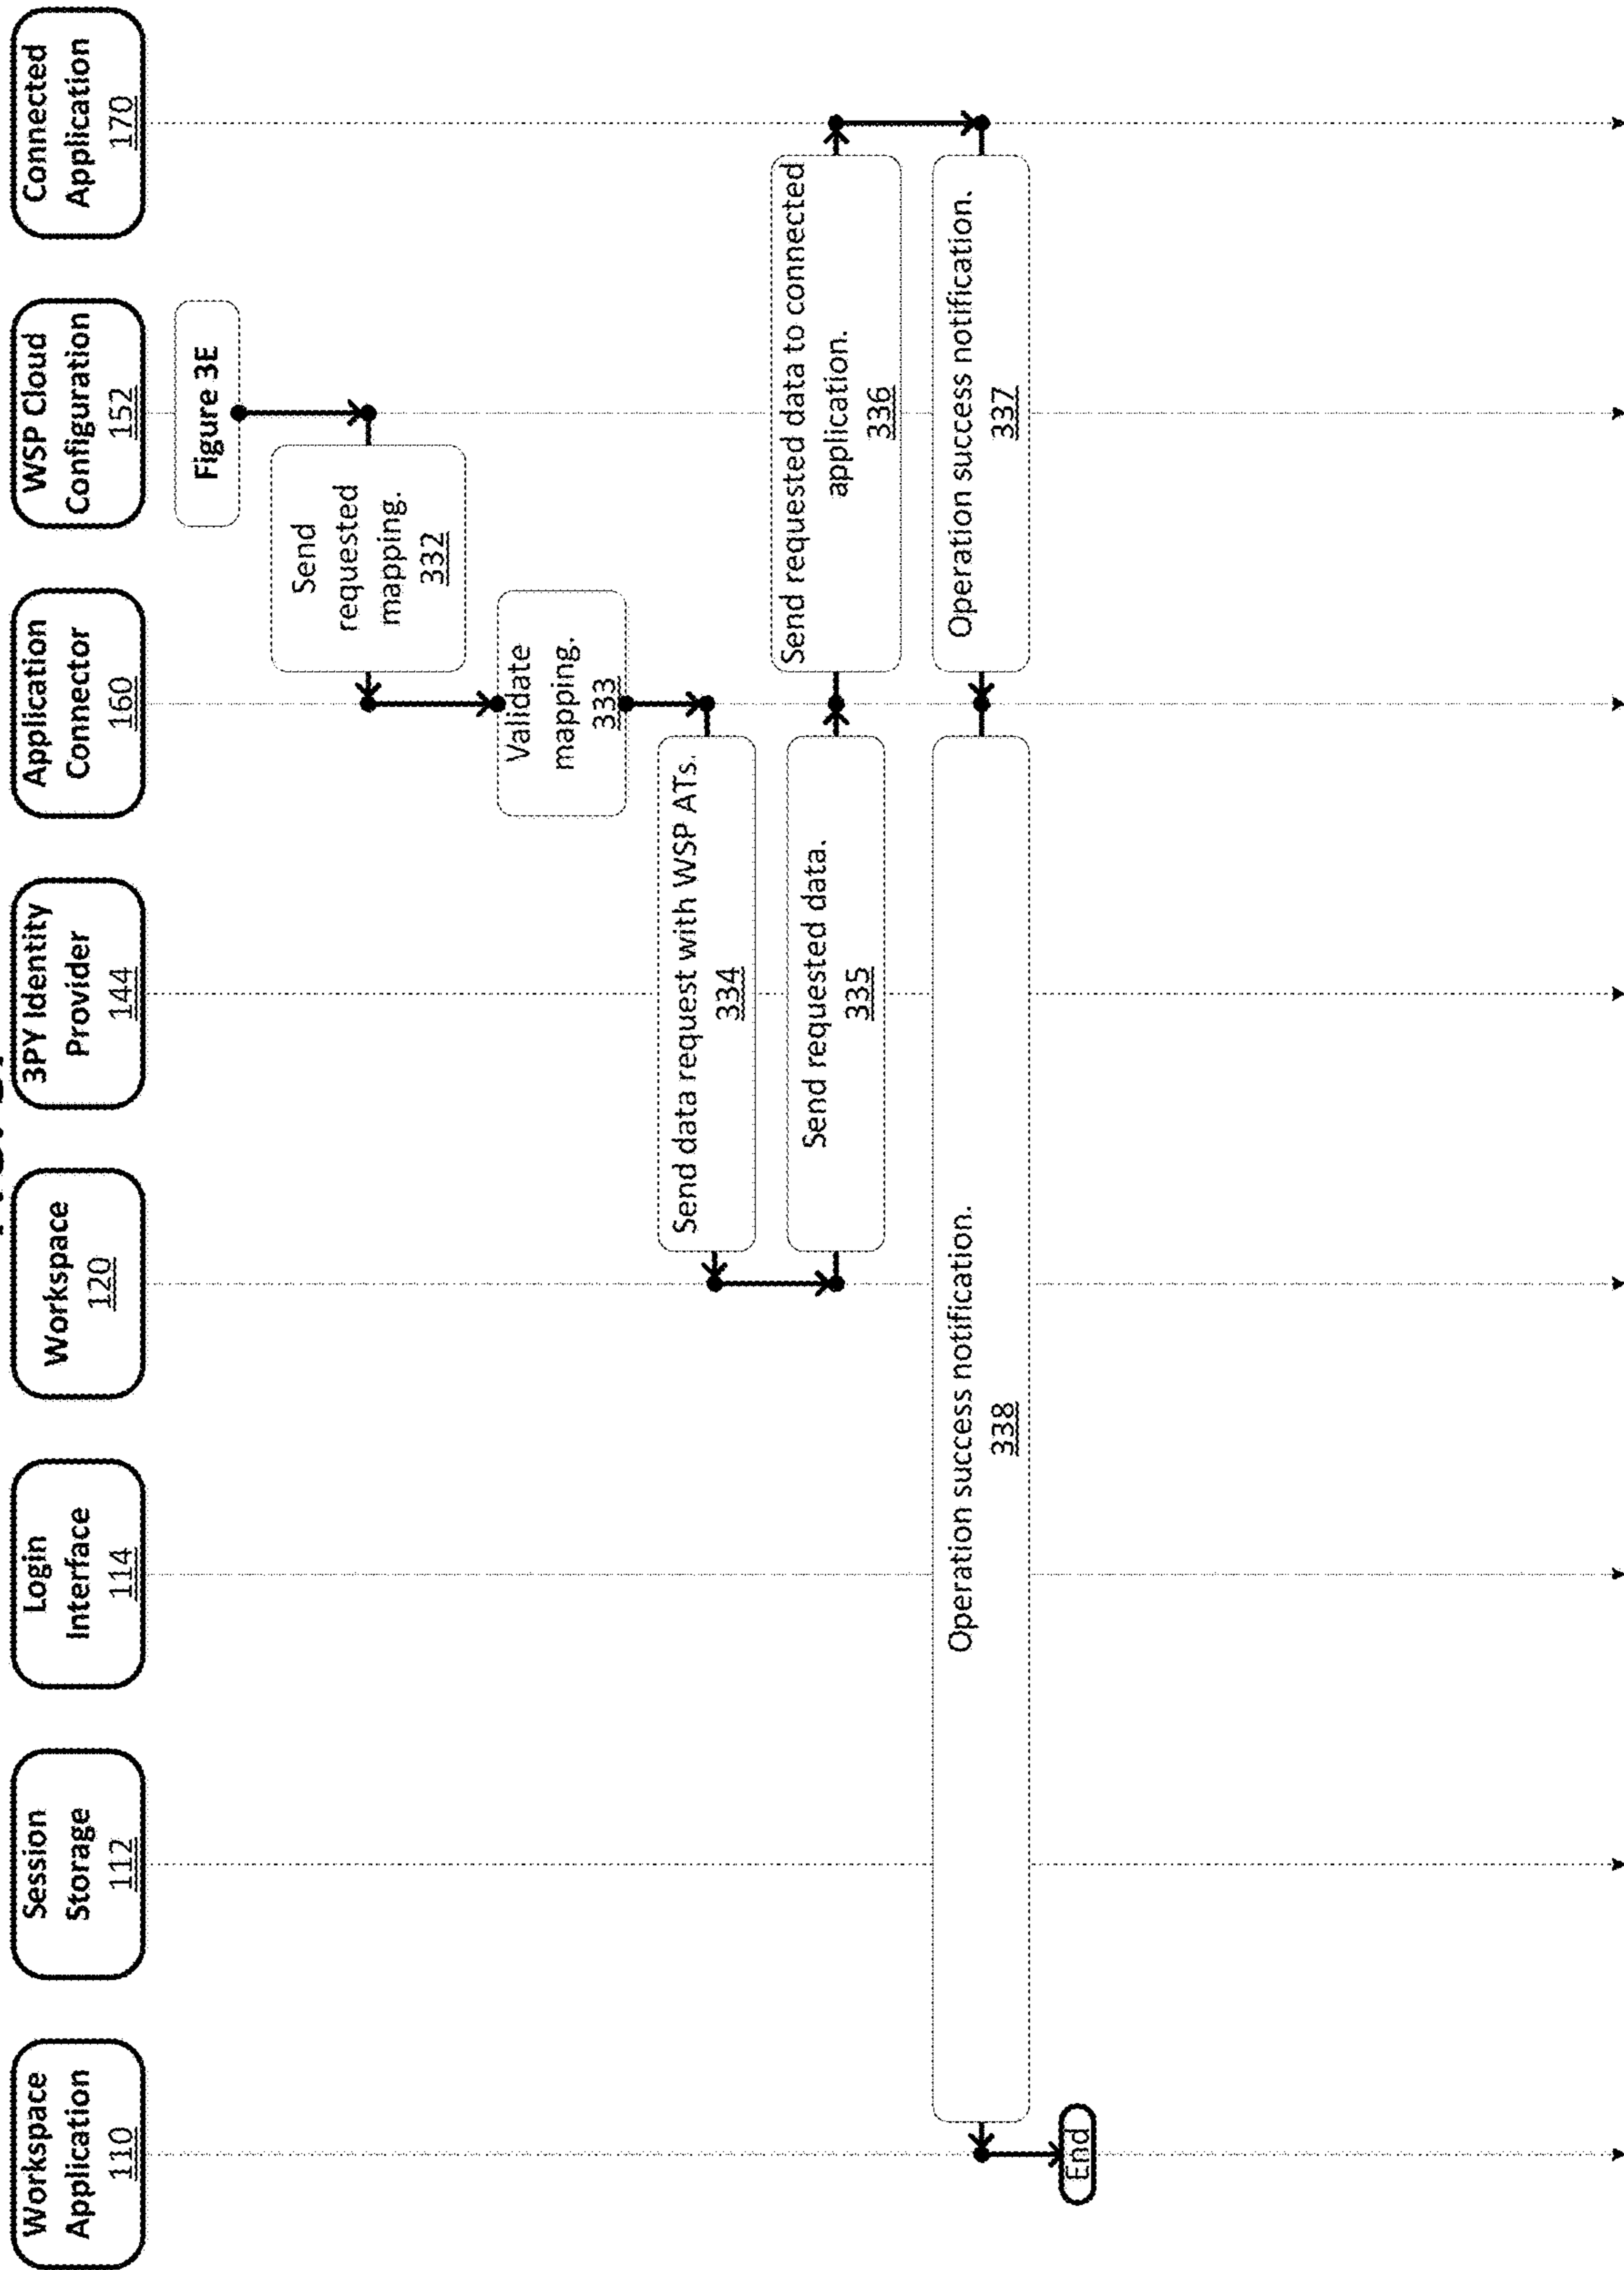 Workspace
Application
110
Session
Storage
112
Login
Interface
114
Workspace
120
3PY Identity
Provider
144
Application
Connector
160
WSP Cloud
Configuration
152
Connected
Application
170
Figure 3E
Send
requested
mapping.
332
Validate
mapping.
333
Send data request with WSP ATs.
334
Send requested data.
335
Send requested data to connected
application.
336
Operation success notification.
337
Operation success notification.
338
End